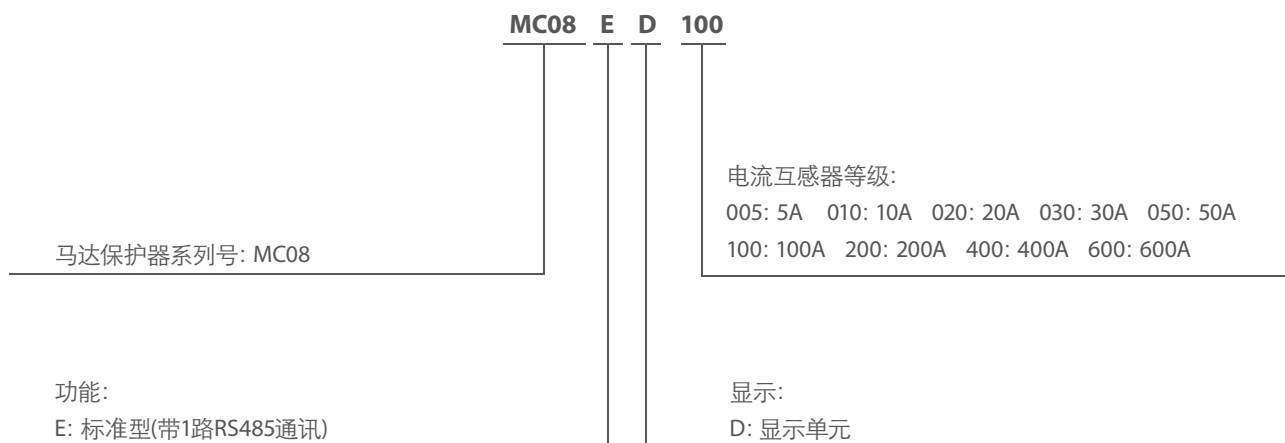 MC08 E D 100
电流互感器等级:
005: 5A 010: 10A 020: 20A 030: 30A 050: 50A
100: 100A 200: 200A 400: 400A 600: 600A
马达保护器系列号: MC08
功能:
E: 标准型(带1路RS485通讯)
显示:
D: 显示单元